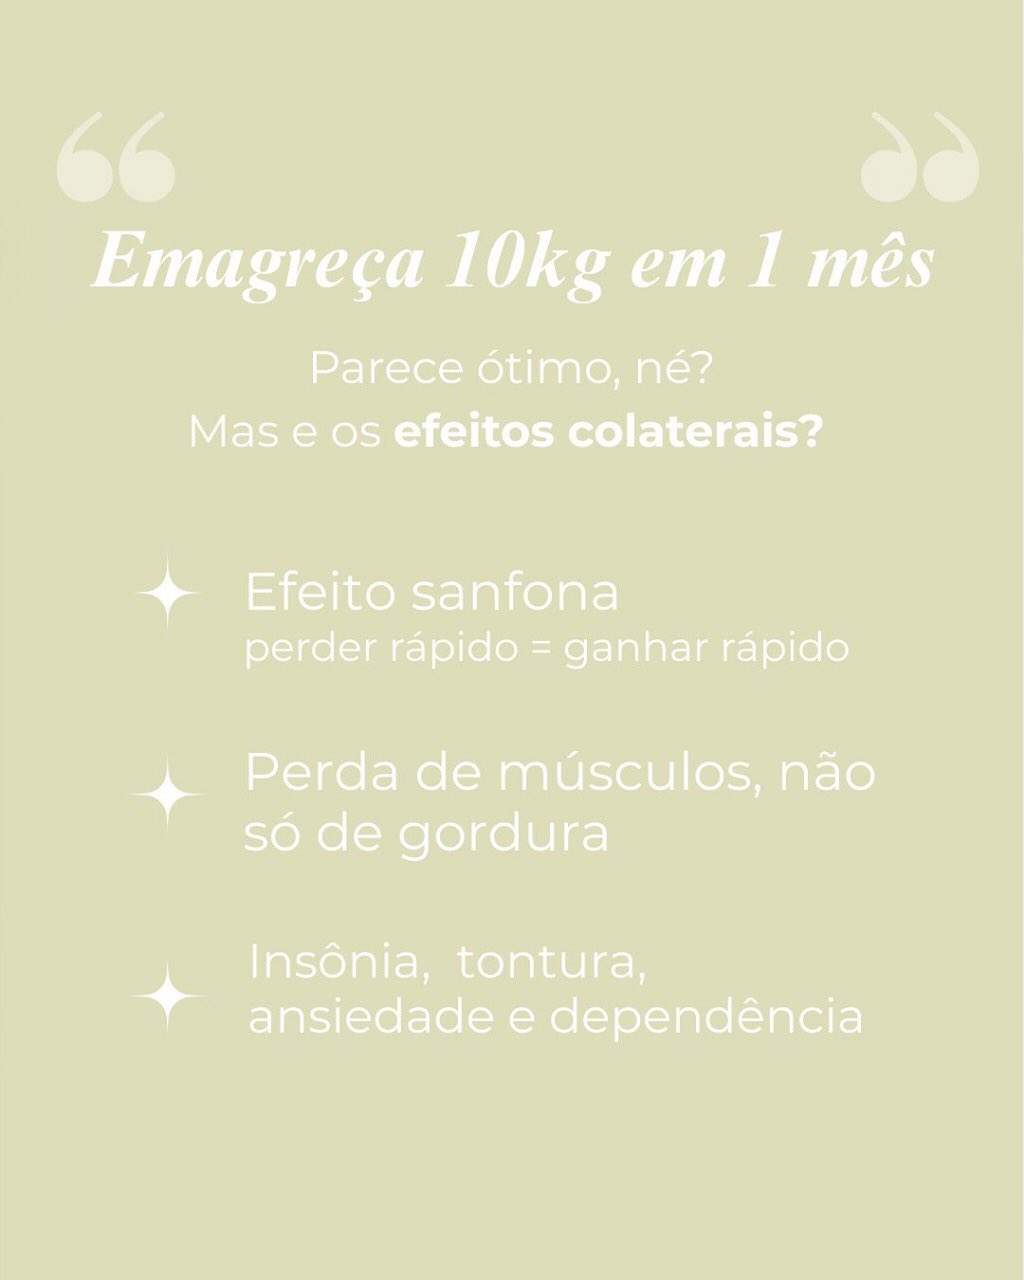 Emagreça 10kg em 1 mês
Parece ótimo, né?
Mas e os efeitos colaterais?
Efeito sanfona
perder rápido = ganhar rápido
Perda de músculos, não
só de gordura
Insônia, tontura,
ansiedade e dependência